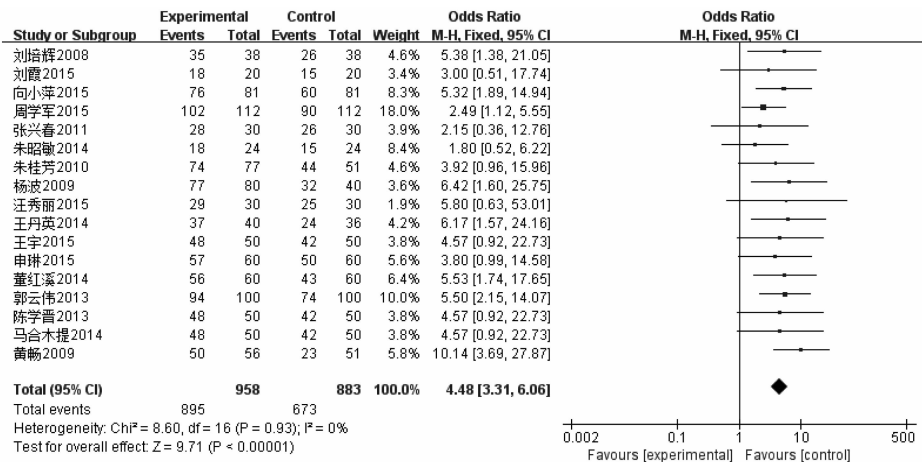 Experimental Control Odds Ratio Odds Ratio
Study or Subgroup Events Total Events Total Weight M-H, Fixed, 95% CI M-H, Fixed, 95% CI
刘培辉2008 35 38 26 38 4.6% 5.38 [1.38, 21.05]
刘霞2015 18 20 15 20 3.4% 3.00 [0.51, 17.74]
向小萍2015 76 81 60 81 8.1% 5.32 [1.89, 14.94]
周学军2015 102 112 90 112 18.0% 2.49 [1.12, 5.55]
张兴春2011 28 30 26 30 3.9% 2.15 [0.36, 12.76]
朱昭敏2014 18 24 15 24 8.4% 1.80 [0.52, 6.22]
朱桂芳2010 74 77 44 51 4.6% 3.92 [0.96, 15.96]
杨波2009 77 80 32 40 3.6% 6.42 [1.60, 25.75]
汪秀丽2015 29 30 25 30 1.9% 5.80 [0.63, 53.01]
王丹英2014 37 40 24 36 4.2% 6.17 [1.57, 24.16]
王宇2015 48 50 42 50 3.8% 4.57 [0.92, 22.73]
申琳2015 57 60 50 60 5.9% 3.80 [0.99, 14.58]
董红溪2014 56 60 43 60 6.3% 5.53 [1.74, 17.65]
郭云伟2013 94 100 74 100 10.0% 5.50 [2.15, 14.07]
陈学晋2013 48 50 42 50 3.8% 4.57 [0.92, 22.73]
马合木提2014 48 50 42 50 3.8% 4.57 [0.92, 22.73]
黄畅2009 50 56 23 51 5.8% 10.14 [3.69, 27.87]
Total (95% CI) 958 883 100.0% 4.48 [3.31, 6.06]
Total events 895 673
Heterogeneity: Chi² = 8.60, df = 16 (P = 0.93); I² = 0%
Test for overall effect: Z = 9.71 (P < 0.00001)
0.002 0.1 1 10 500
Favours [experimental] Favours [control]